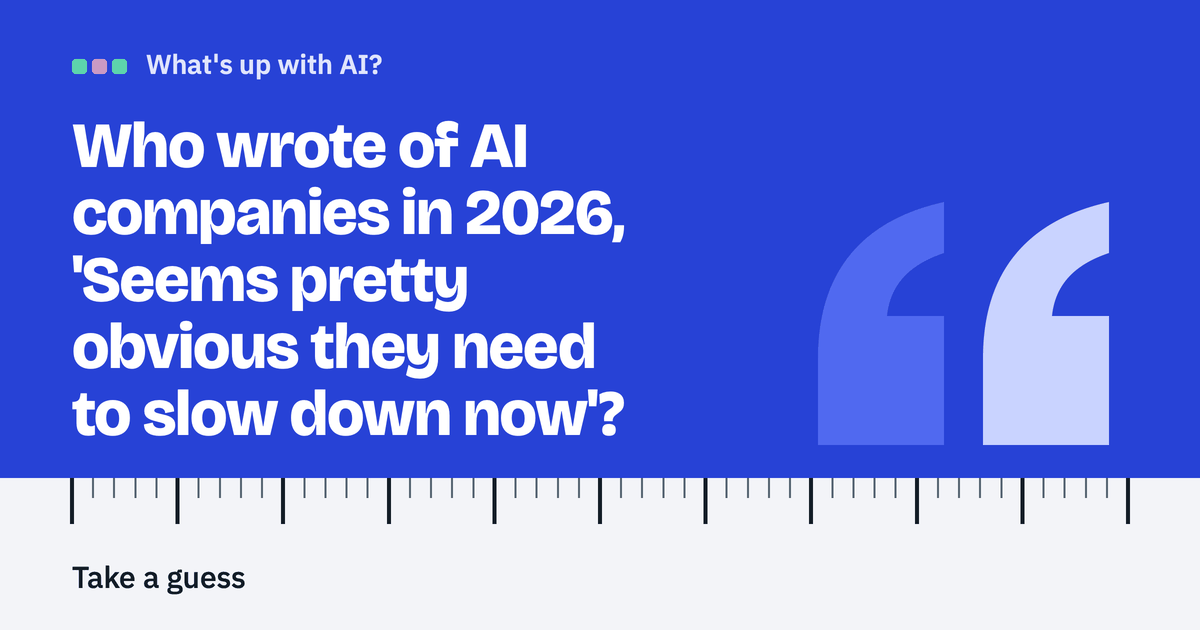 What's up with AI?
Who wrote of AI
companies in 2026,
'Seems pretty
obvious they need
to slow down now'?
Take a guess